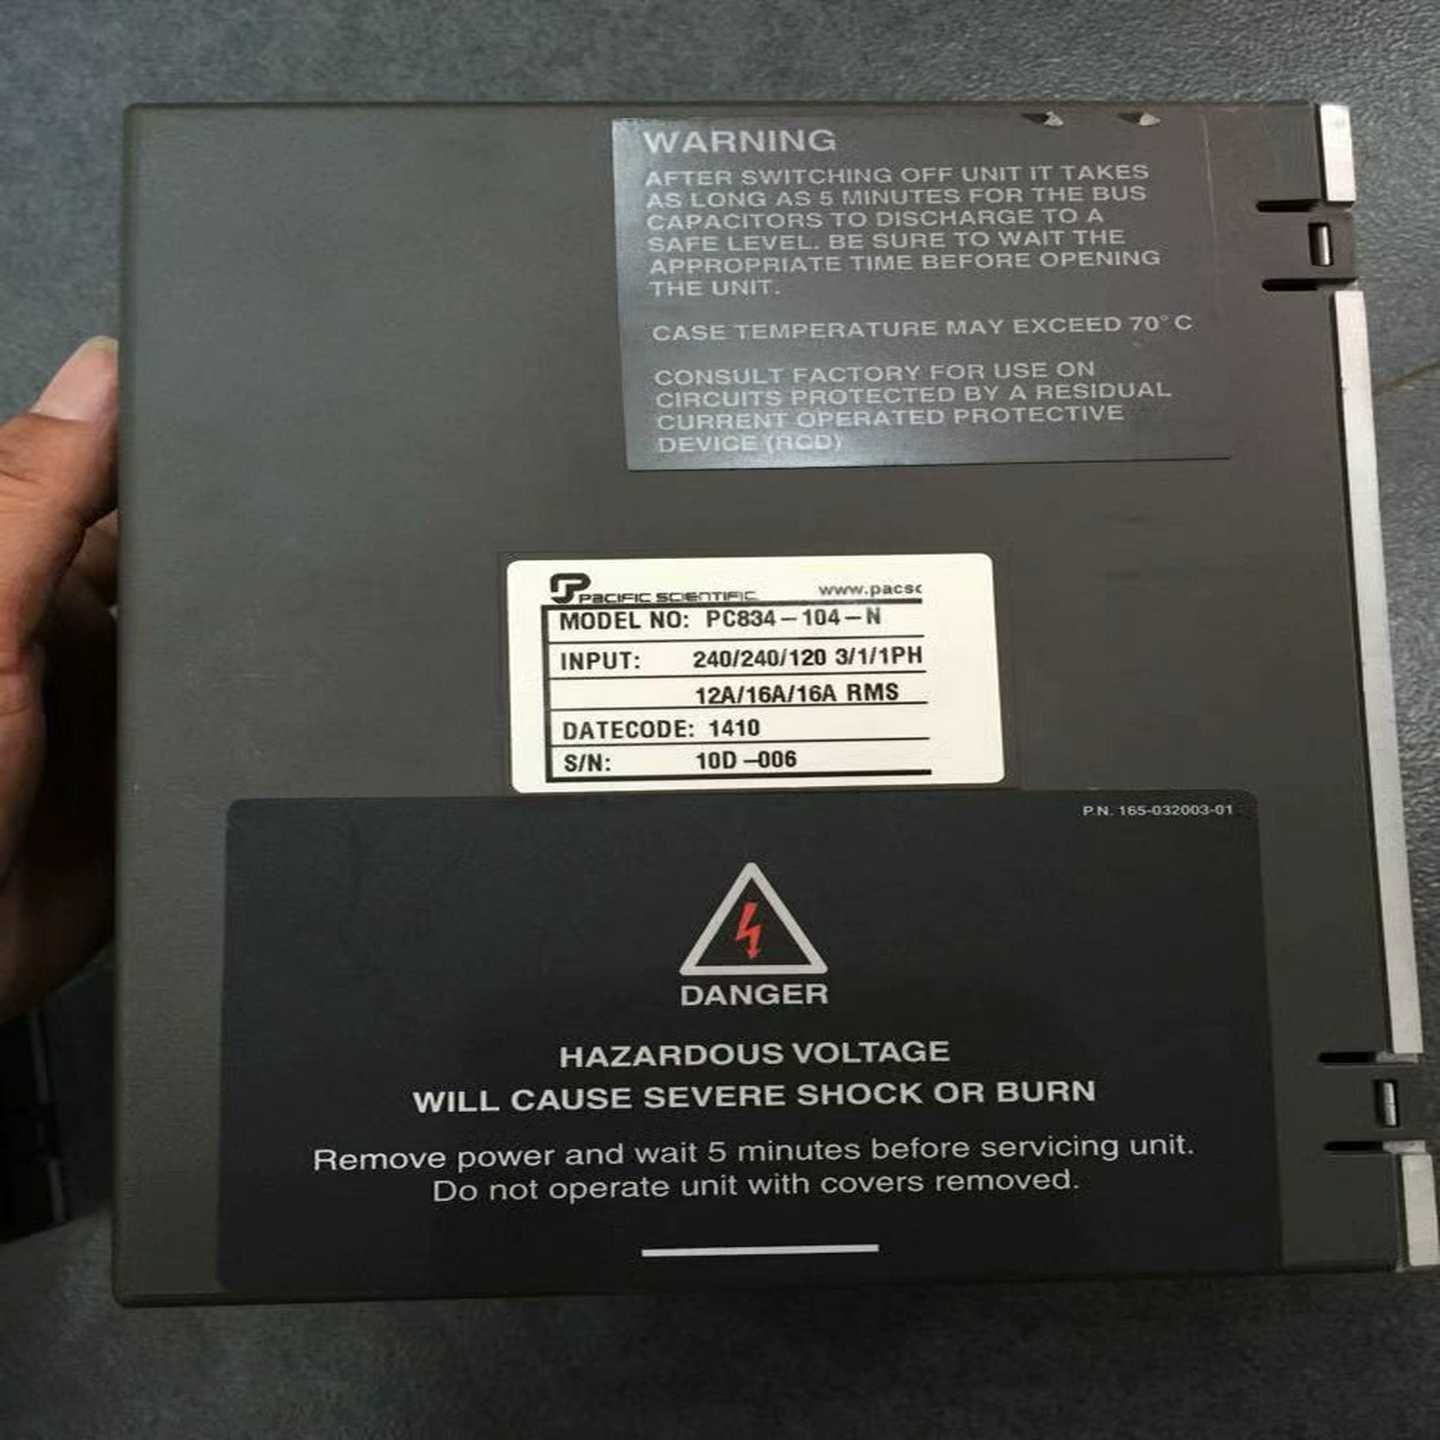 WARNING
AFTER SWITCHING OFF UNIT IT TAKES
AS LONG AS 5 MINUTES FOR THE BUS
CAPACITORS TO DISCHARGE TO A
SAFE LEVEL. BE SURE TO WAIT THE
APPROPRIATE TIME BEFORE OPENING
THE UNIT.
CASE TEMPERATURE MAY EXCEED 70° C
CONSULT FACTORY FOR USE ON
CIRCUITS PROTECTED BY A RESIDUAL
CURRENT OPERATED PROTECTIVE
DEVICE (RCD)
PACIFIC SCIENTIFIC www.pacsc
MODEL NO: PC834-104-N
INPUT: 240/240/120 3/1/1PH
12A/16A/16A RMS
DATECODE: 1410
S/N: 10D-006
P.N. 165-032003-01
DANGER
HAZARDOUS VOLTAGE
WILL CAUSE SEVERE SHOCK OR BURN
Remove power and wait 5 minutes before servicing unit.
Do not operate unit with covers removed.